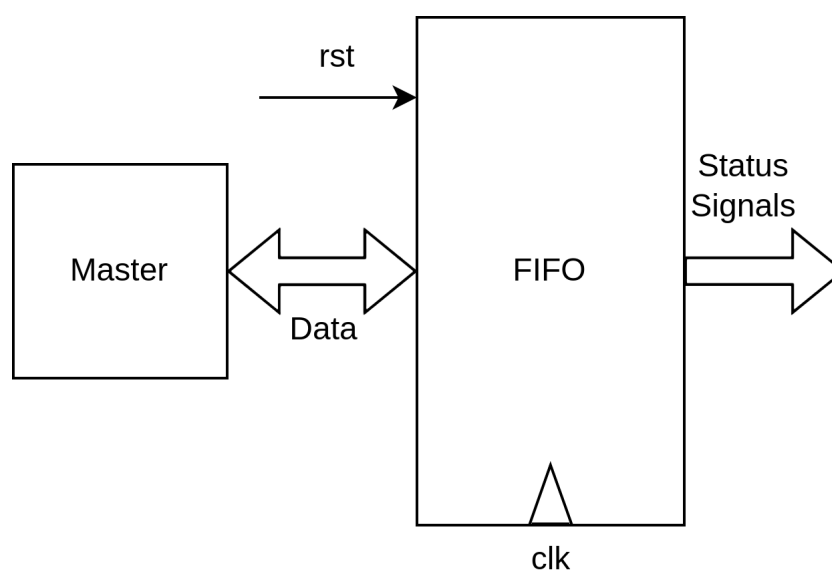 rst
Status
Signals
Master
FIFO
Data
clk